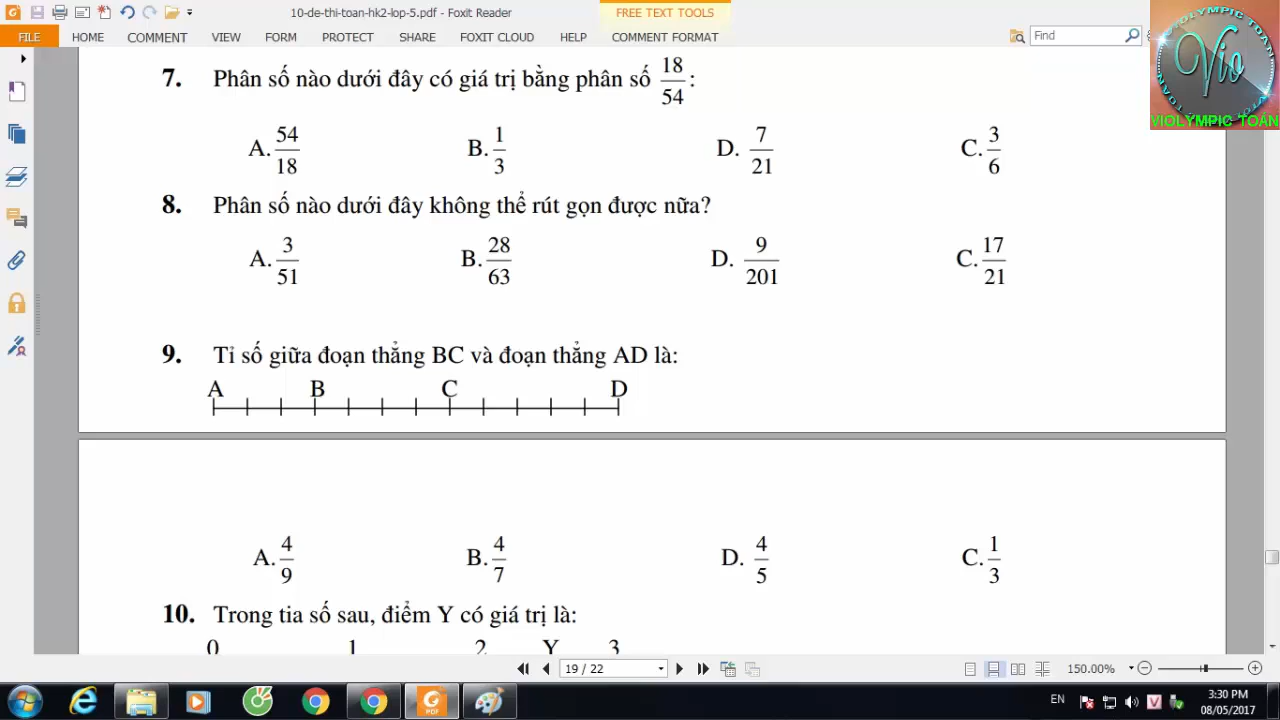 10-de-thi-toan-hk2-lop-5.pdf - Foxit Reader
FREE TEXT TOOLS
FILE HOME COMMENT VIEW FORM PROTECT SHARE FOXIT CLOUD HELP COMMENT FORMAT
Find
Vio
VIOLYMPIC TOÁN
7. Phân số nào dưới đây có giá trị bằng phân số 18/54:
A. 54/18 B. 1/3 D. 7/21 C. 3/6
8. Phân số nào dưới đây không thể rút gọn được nữa?
A. 3/51 B. 28/63 D. 9/201 C. 17/21
9. Tỉ số giữa đoạn thẳng BC và đoạn thẳng AD là:
A B C D
A. 4/9 B. 4/7 D. 4/5 C. 1/3
10. Trong tia số sau, điểm Y có giá trị là:
0 1 2 Y 3
19 / 22
150.00%
EN
3:30 PM
08/05/2017